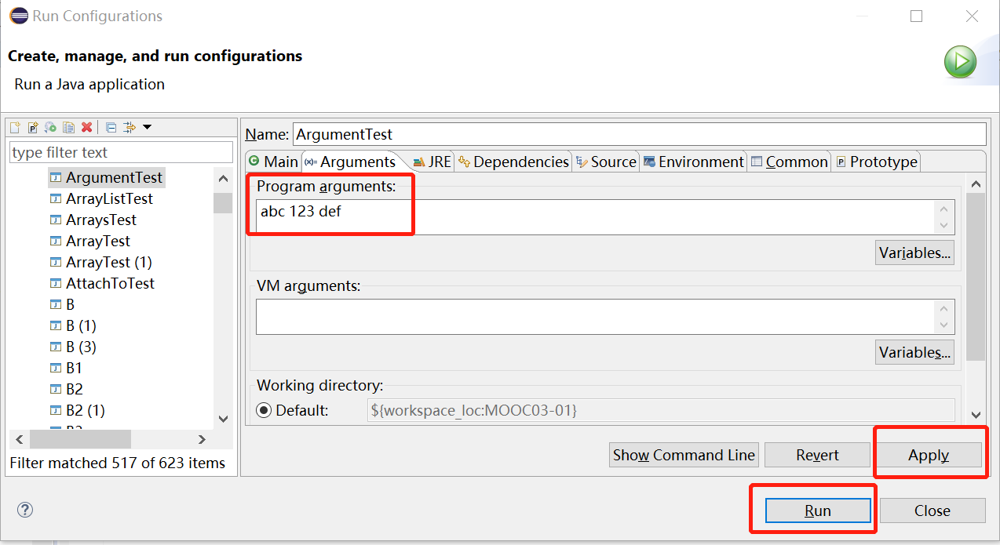 Run Configurations
Create, manage, and run configurations
Run a Java application
type filter text
ArgumentTest
ArrayListTest
ArraysTest
ArrayTest
ArrayTest (1)
AttachToTest
B
B (1)
B (3)
B1
B2
B2 (1)
Filter matched 517 of 623 items
Name: ArgumentTest
Main Arguments JRE Dependencies Source Environment Common Prototype
Program arguments:
abc 123 def
Variables...
VM arguments:
Variables...
Working directory:
Default: ${workspace_loc:MOOC03-01}
Show Command Line Revert Apply
Run Close